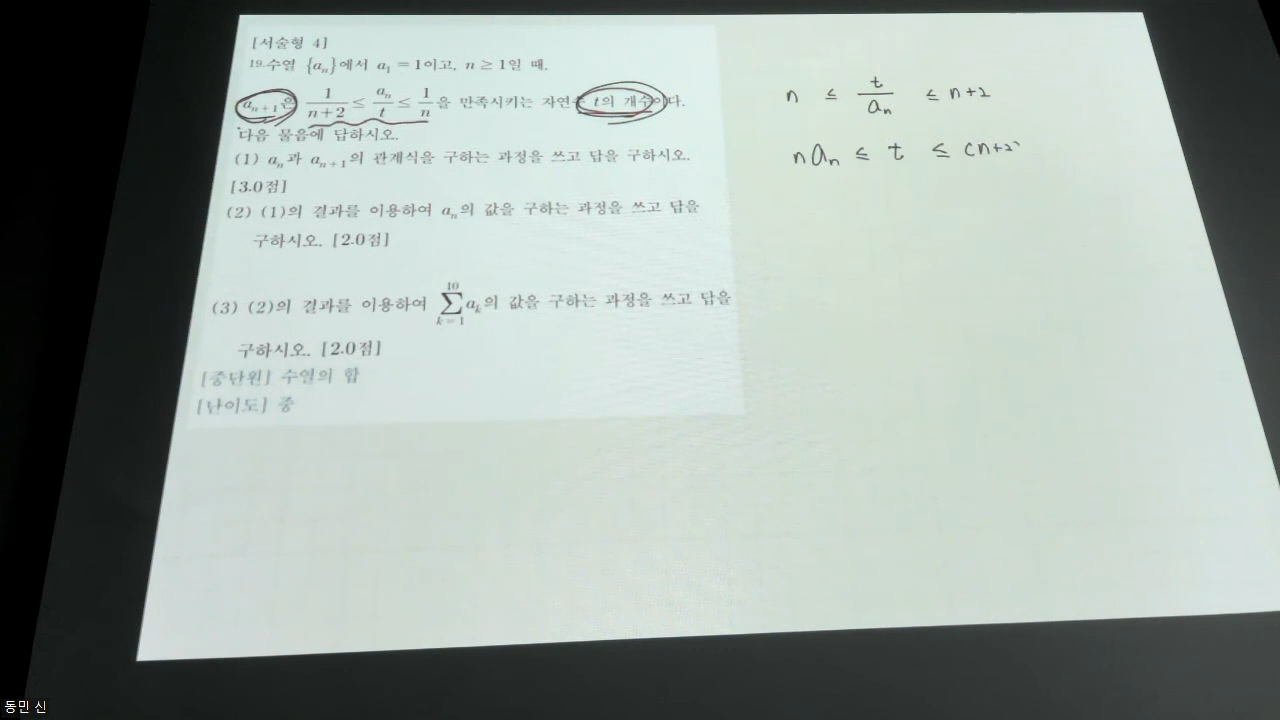 [서술형 4]
19.수열 {aₙ}에서 a₁ = 1이고, n ≥ 1일 때,
aₙ₊₁은 1/(n+2) ≤ aₙ/t ≤ 1/n 을 만족시키는 자연수 t의 개수이다.
다음 물음에 답하시오.
(1) aₙ과 aₙ₊₁의 관계식을 구하는 과정을 쓰고 답을 구하시오.
[3.0점]
(2) (1)의 결과를 이용하여 aₙ의 값을 구하는 과정을 쓰고 답을
구하시오. [2.0점]
(3) (2)의 결과를 이용하여 ∑(k=1, 10) aₖ의 값을 구하는 과정을 쓰고 답을
구하시오. [2.0점]
[중단원] 수열의 합
[난이도] 중
n ≤ t/aₙ ≤ n+2
naₙ ≤ t ≤ (n+2)
동민 신